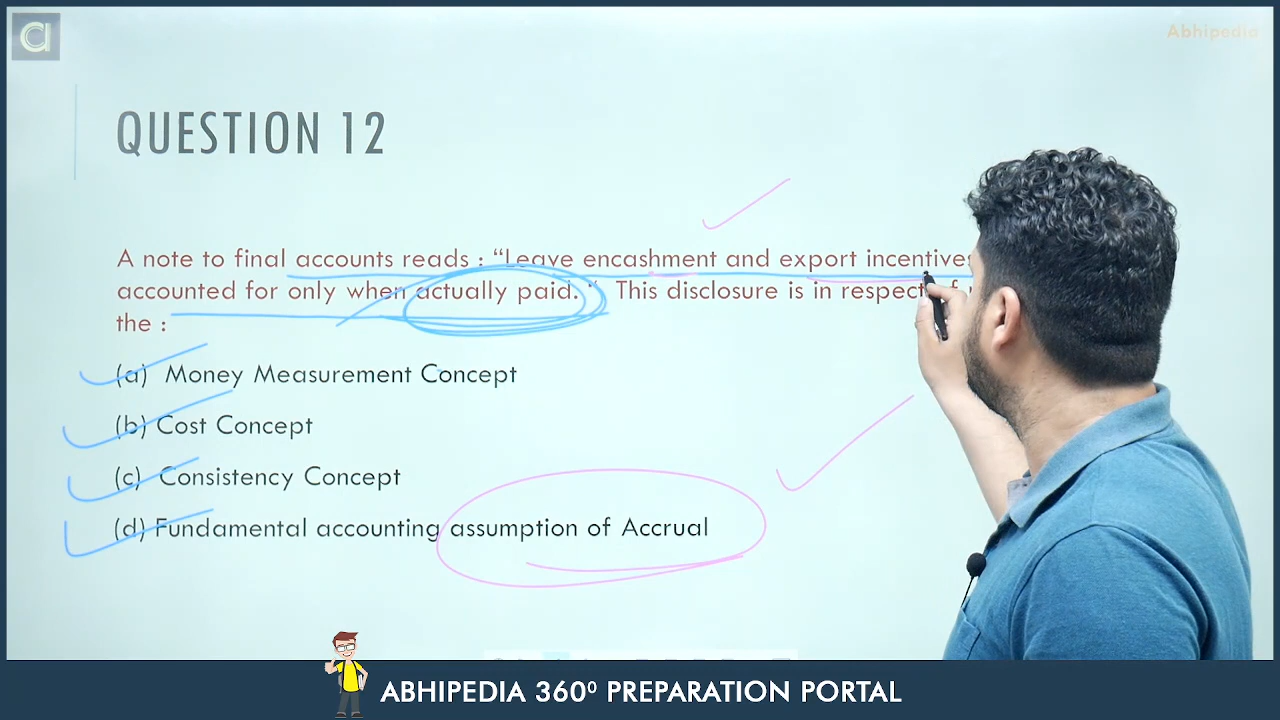 Abhipedia
QUESTION 12
A note to final accounts reads : “Leave encashment and export incentives
accounted for only when actually paid. ” This disclosure is in respect of
the :
(a) Money Measurement Concept
(b) Cost Concept
(c) Consistency Concept
(d) Fundamental accounting assumption of Accrual
ABHIPEDIA 360⁰ PREPARATION PORTAL